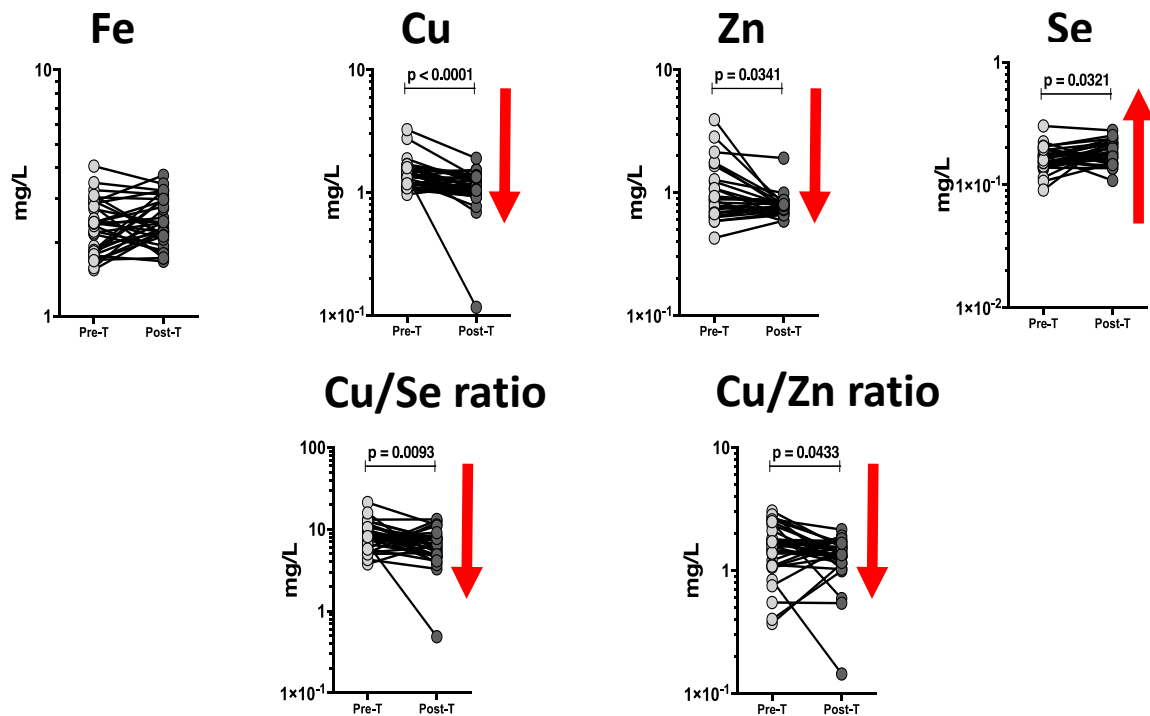 Fe
Cu
Zn
Se
10
1
mg/L
Pre-T
Post-T
p < 0.0001
10
1
1×10⁻¹
mg/L
Pre-T
Post-T
p = 0.0341
10
1
1×10⁻¹
mg/L
Pre-T
Post-T
p = 0.0321
1
1×10⁻¹
1×10⁻²
mg/L
Pre-T
Post-T
Cu/Se ratio
Cu/Zn ratio
p = 0.0093
100
10
1
1×10⁻¹
mg/L
Pre-T
Post-T
p = 0.0433
10
1
1×10⁻¹
mg/L
Pre-T
Post-T